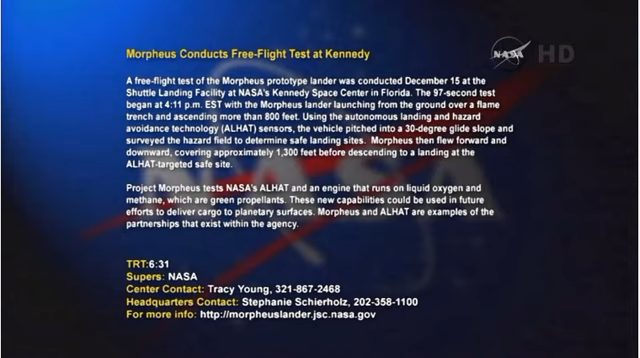 Morpheus Conducts Free-Flight Test at Kennedy
NASA HD
A free-flight test of the Morpheus prototype lander was conducted December 15 at the
Shuttle Landing Facility at NASA's Kennedy Space Center in Florida. The 97-second test
began at 4:11 p.m. EST with the Morpheus lander launching from the ground over a flame
trench and ascending more than 800 feet. Using the autonomous landing and hazard
avoidance technology (ALHAT) sensors, the vehicle pitched into a 30-degree glide slope and
surveyed the hazard field to determine safe landing sites. Morpheus then flew forward and
downward, covering approximately 1,300 feet before descending to a landing at the
ALHAT-targeted safe site.
Project Morpheus tests NASA's ALHAT and an engine that runs on liquid oxygen and
methane, which are green propellants. These new capabilities could be used in future
efforts to deliver cargo to planetary surfaces. Morpheus and ALHAT are examples of the
partnerships that exist within the agency.
TRT:6:31
Supers: NASA
Center Contact: Tracy Young, 321-867-2468
Headquarters Contact: Stephanie Schierholz, 202-358-1100
For more info: http://morpheuslander.jsc.nasa.gov